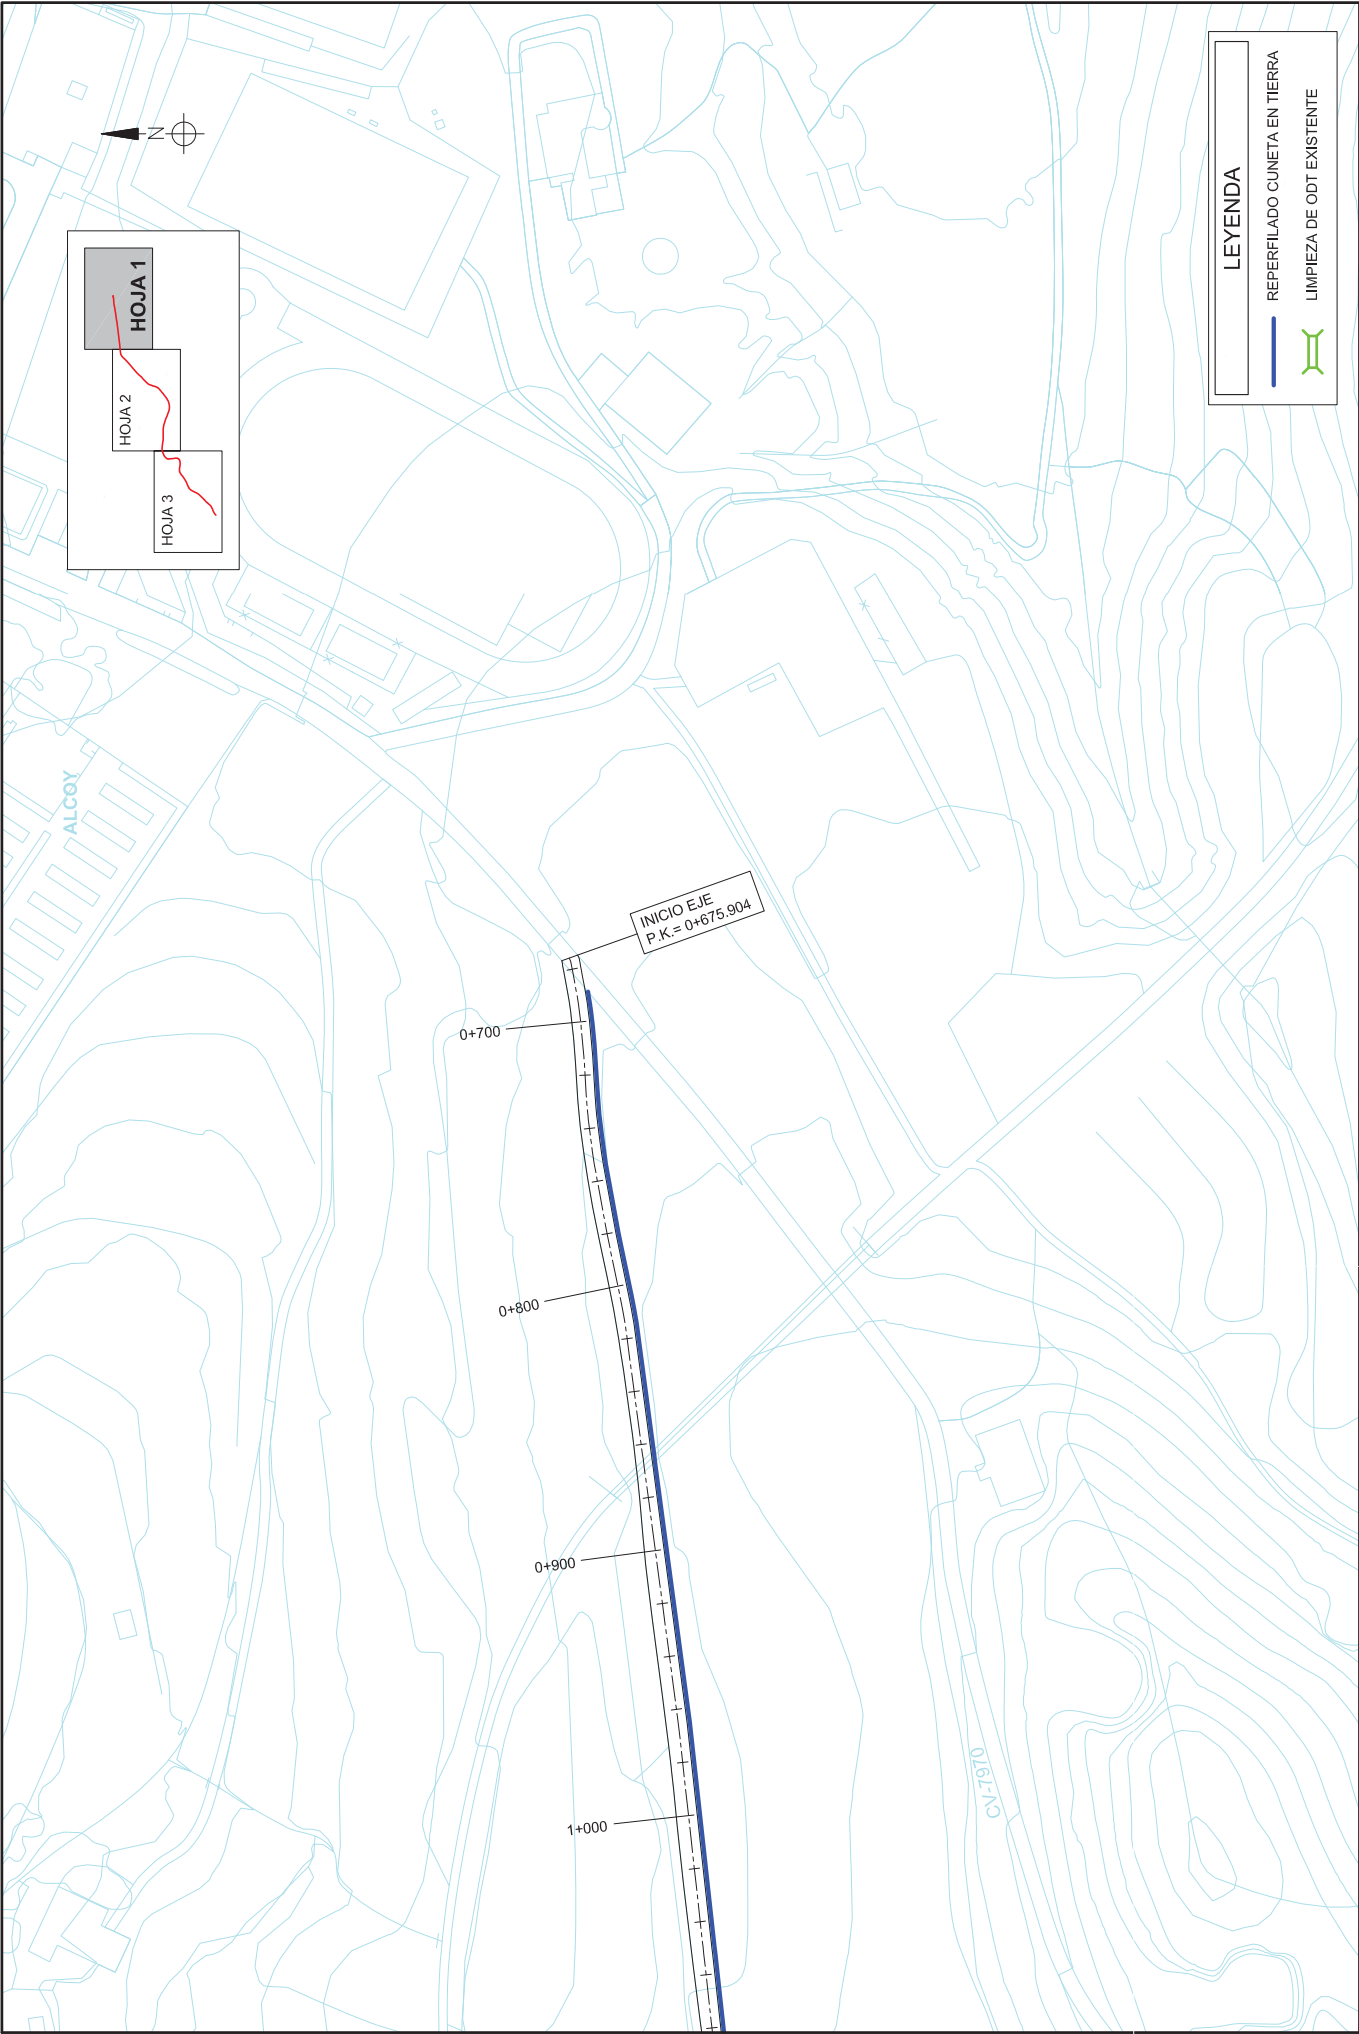 LEYENDA
REPERFILADO CUNETA EN TIERRA
LIMPIEZA DE ODT EXISTENTE
N
HOJA 1
HOJA 2
HOJA 3
ALCOY
INICIO EJE
P.K.= 0+675.904
0+700
0+800
0+900
1+000
CV-7970